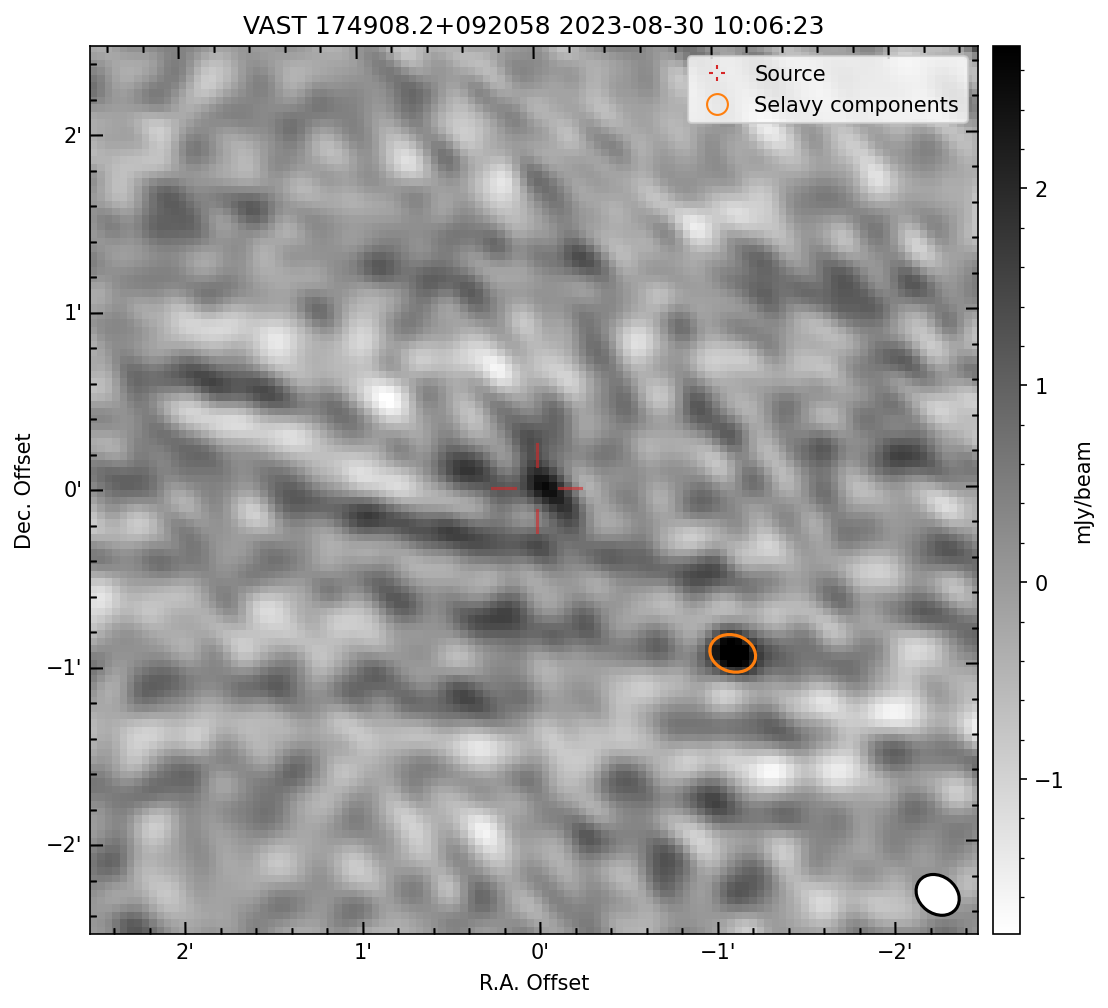 VAST 174908.2+092058 2023-08-30 10:06:23
Source
Selavy components
2'
1'
0'
−1'
−2'
Dec. Offset
2'
1'
0'
−1'
−2'
R.A. Offset
2
1
0
−1
mJy/beam